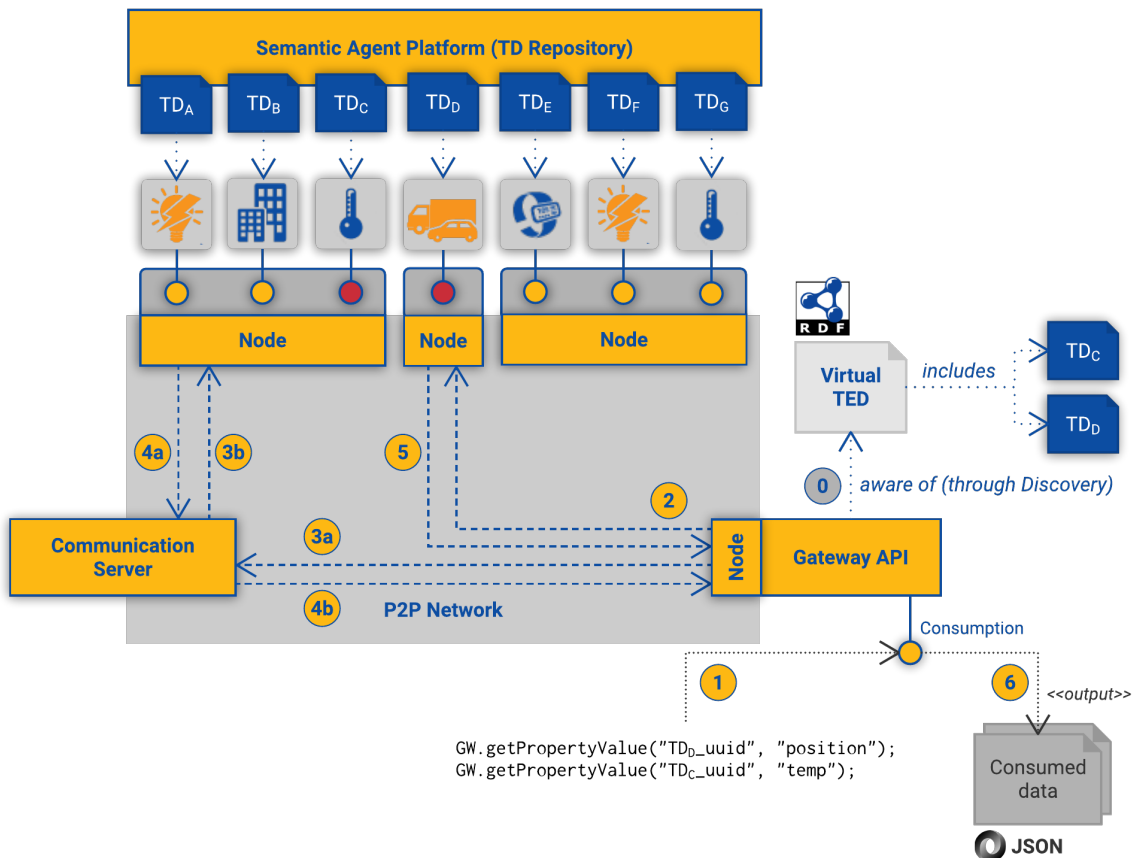 Semantic Agent Platform (TD Repository)
TDA TDB TDC TDD TDE TDF TDG
Node Node Node
RDF
Virtual
TED
includes
TDC
TDD
4a 3b 5 2
0 aware of (through Discovery)
Communication
Server
3a
4b
P2P Network
Node
Gateway API
Consumption
1
6
<<output>>
GW.getPropertyValue("TDD_uuid", "position");
GW.getPropertyValue("TDC_uuid", "temp");
Consumed
data
JSON